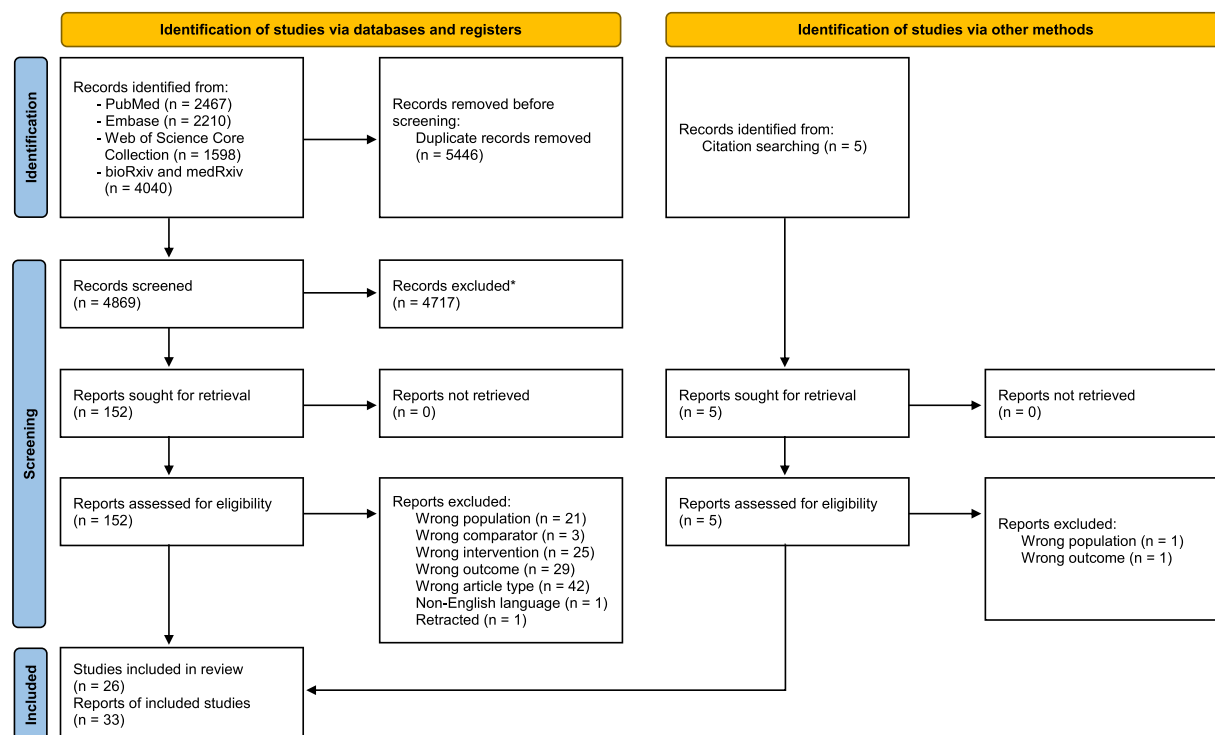 Identification of studies via databases and registers
Identification of studies via other methods
Identification
Records identified from:
- PubMed (n = 2467)
- Embase (n = 2210)
- Web of Science Core
Collection (n = 1598)
- bioRxiv and medRxiv
(n = 4040)
Records removed before
screening:
Duplicate records removed
(n = 5446)
Records identified from:
Citation searching (n = 5)
Screening
Records screened
(n = 4869)
Records excluded*
(n = 4717)
Reports sought for retrieval
(n = 152)
Reports not retrieved
(n = 0)
Reports sought for retrieval
(n = 5)
Reports not retrieved
(n = 0)
Reports assessed for eligibility
(n = 152)
Reports excluded:
Wrong population (n = 21)
Wrong comparator (n = 3)
Wrong intervention (n = 25)
Wrong outcome (n = 29)
Wrong article type (n = 42)
Non-English language (n = 1)
Retracted (n = 1)
Reports assessed for eligibility
(n = 5)
Reports excluded:
Wrong population (n = 1)
Wrong outcome (n = 1)
Included
Studies included in review
(n = 26)
Reports of included studies
(n = 33)